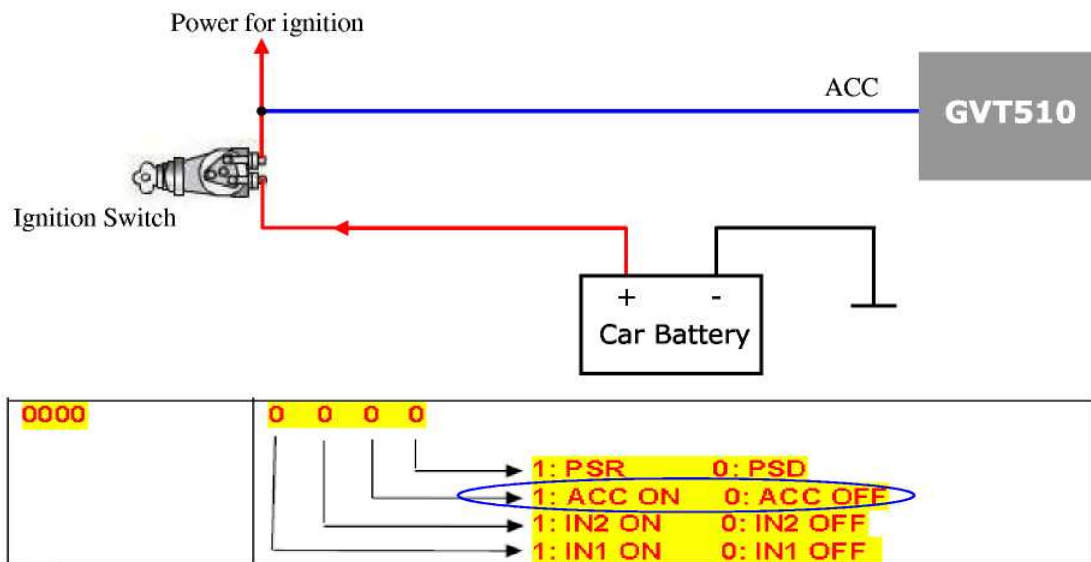 Power for ignition
ACC
GVT510
Ignition Switch
+ -
Car Battery
0000 0 0 0 0
1: PSR 0: PSD
1: ACC ON 0: ACC OFF
1: IN2 ON 0: IN2 OFF
1: IN1 ON 0: IN1 OFF